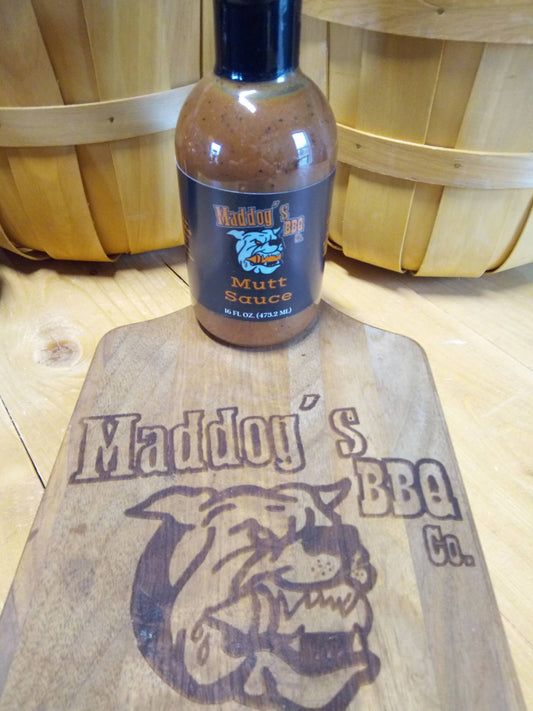 Maddog's
BBQ
Co.
Mutt
Sauce
16 FL OZ. (473.2 ML)
Maddog's
BBQ
Co.